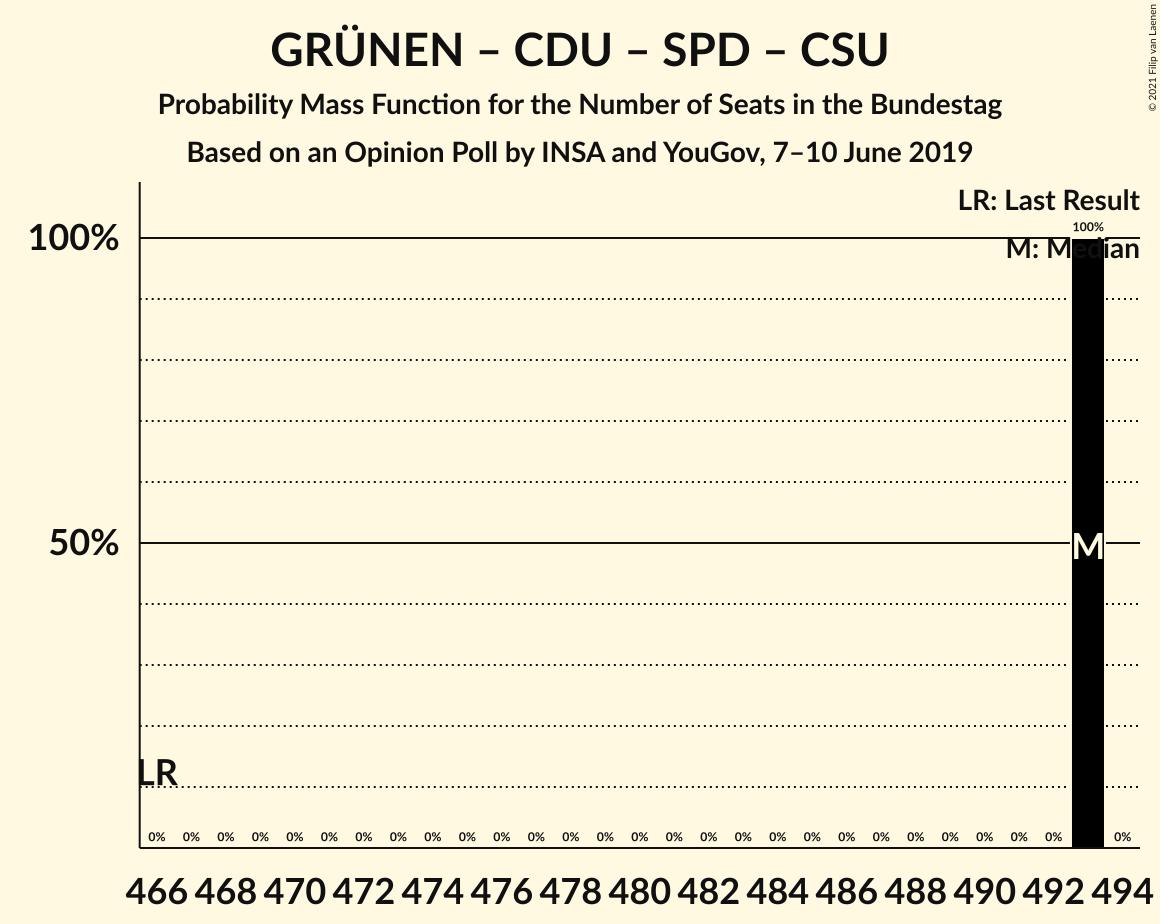 GRÜNEN – CDU – SPD – CSU
Probability Mass Function for the Number of Seats in the Bundestag
Based on an Opinion Poll by INSA and YouGov, 7–10 June 2019
© 2021 Filip van Laenen
LR: Last Result
100%
100%
M: Median
50%
M
LR
0% 0% 0% 0% 0% 0% 0% 0% 0% 0% 0% 0% 0% 0% 0% 0% 0% 0% 0% 0% 0% 0% 0% 0% 0% 0% 0% 0%
466 468 470 472 474 476 478 480 482 484 486 488 490 492 494